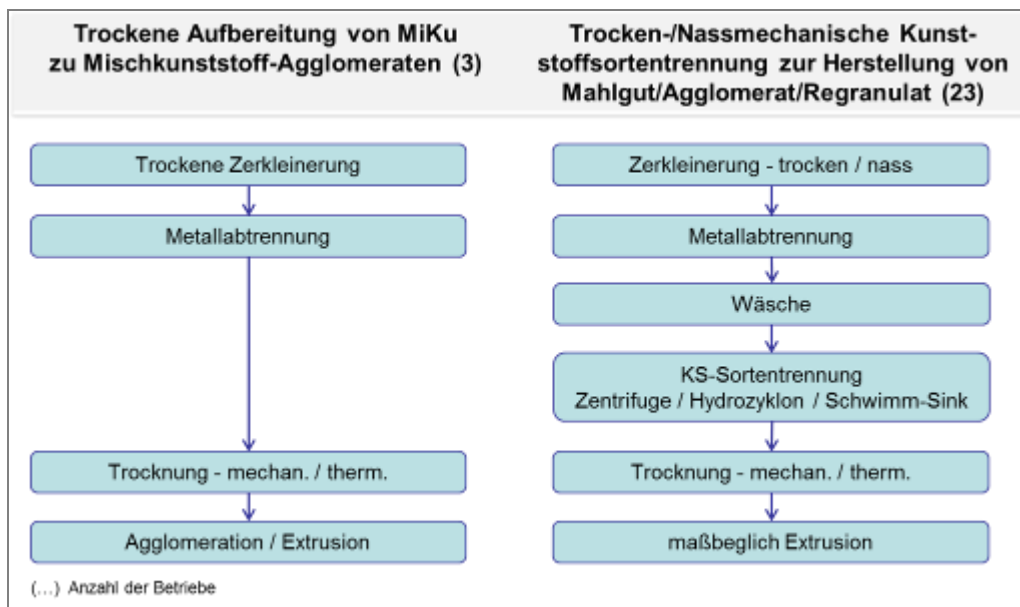 Trockene Aufbereitung von MiKu
zu Mischkunststoff-Agglomeraten (3)
Trockene Zerkleinerung
Metallabtrennung
Trocknung - mechan. / therm.
Agglomeration / Extrusion
(...) Anzahl der Betriebe
Trocken-/Nassmechanische Kunst-
stoffsortentrennung zur Herstellung von
Mahlgut/Agglomerat/Regranulat (23)
Zerkleinerung - trocken / nass
Metallabtrennung
Wäsche
KS-Sortentrennung
Zentrifuge / Hydrozyklon / Schwimm-Sink
Trocknung - mechan. / therm.
maßbeglich Extrusion